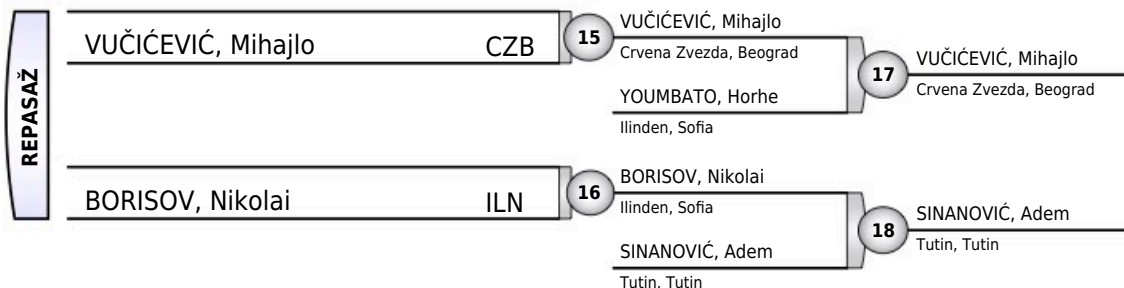 REPASAŽ
VUČIĆEVIĆ, Mihajlo CZB
15
VUČIĆEVIĆ, Mihajlo
Crvena Zvezda, Beograd
YOUMBATO, Horhe
Ilinden, Sofia
17
VUČIĆEVIĆ, Mihajlo
Crvena Zvezda, Beograd
BORISOV, Nikolai ILN
16
BORISOV, Nikolai
Ilinden, Sofia
SINANOVIĆ, Adem
Tutin, Tutin
18
SINANOVIĆ, Adem
Tutin, Tutin